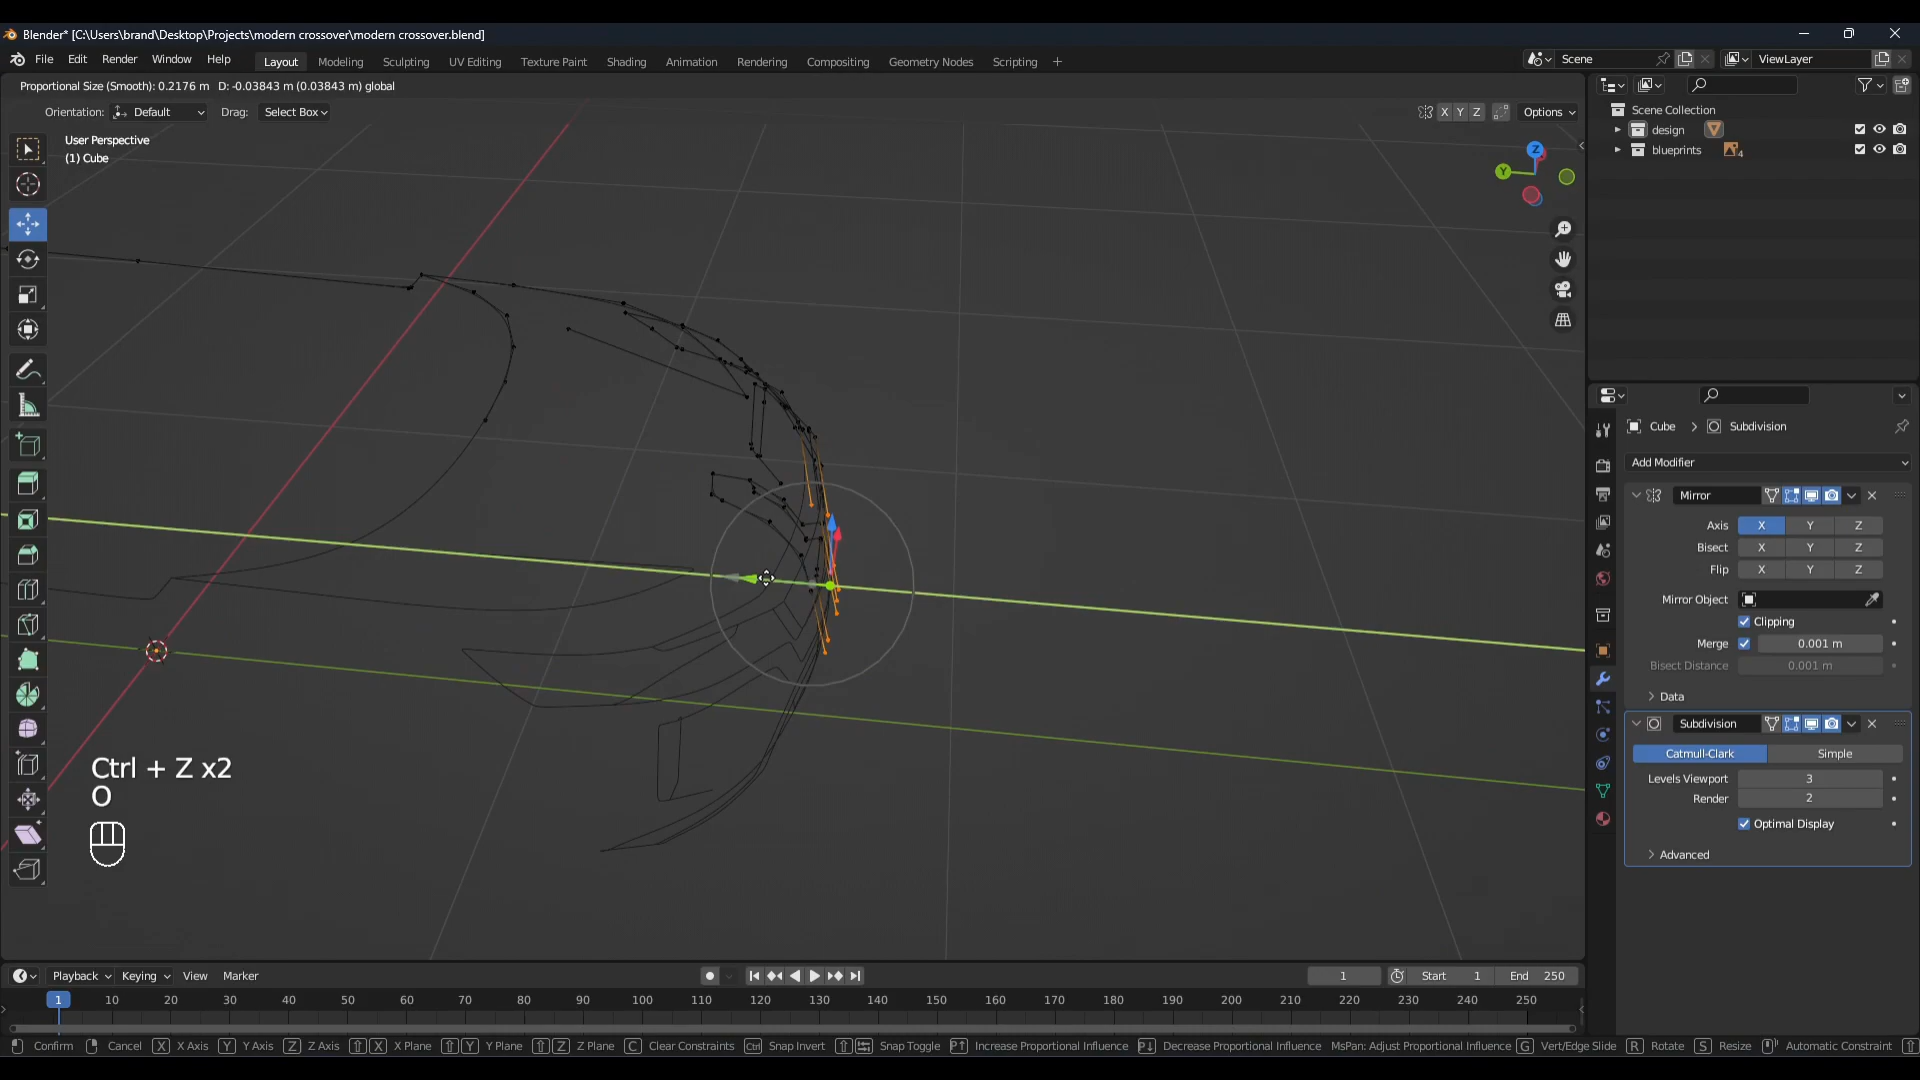 Blender* [C:\Users\brand\Desktop\Projects\modern crossover\modern crossover.blend]
File Edit Render Window Help Layout Modeling Sculpting UV Editing Texture Paint Shading Animation Rendering Compositing Geometry Nodes Scripting + Scene ViewLayer
Proportional Size (Smooth): 0.2176 m D: -0.03843 m (0.03843 m) global
Orientation: Default Drag: Select Box X Y Z Options
User Perspective
(1) Cube
Z
Y
Scene Collection
design
blueprints 4
Cube > Subdivision
Add Modifier
Mirror
Axis X Y Z
Bisect X Y Z
Flip X Y Z
Mirror Object
Clipping
Merge 0.001 m
Bisect Distance 0.001 m
Data
Subdivision
Catmull-Clark Simple
Levels Viewport 3
Render 2
Optimal Display
Advanced
Ctrl + Z x2
O
Playback Keying View Marker 1 Start 1 End 250
1 10 20 30 40 50 60 70 80 90 100 110 120 130 140 150 160 170 180 190 200 210 220 230 240 250
Confirm Cancel X X Axis Y Y Axis Z Z Axis X X Plane Y Y Plane Z Z Plane C Clear Constraints Ctrl Snap Invert Snap Toggle P↑ Increase Proportional Influence P↓ Decrease Proportional Influence MsPan: Adjust Proportional Influence G Vert/Edge Slide R Rotate S Resize Automatic Constraint